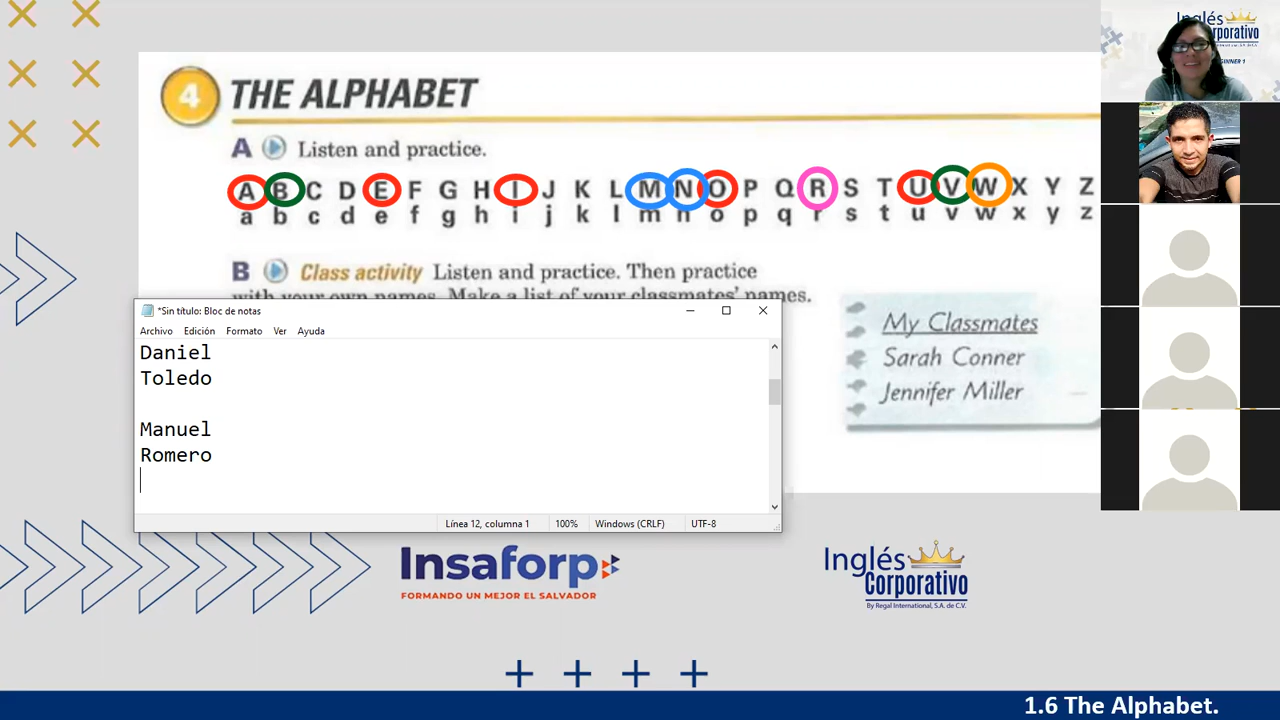 4 THE ALPHABET
A Listen and practice.
A B C D E F G H I J K L M N O P Q R S T U V W X Y Z
a b c d e f g h i j k l m n o p q r s t u v w x y z
B Class activity Listen and practice. Then practice
with your own names. Make a list of your classmates' names.
My Classmates
Sarah Conner
Jennifer Miller
*Sin título: Bloc de notas
Archivo Edición Formato Ver Ayuda
Daniel
Toledo
Manuel
Romero
Línea 12, columna 1 100% Windows (CRLF) UTF-8
Insaforp
FORMANDO UN MEJOR EL SALVADOR
Inglés
Corporativo
By Regal International, S.A. de C.V.
Inglés
1.6 The Alphabet.